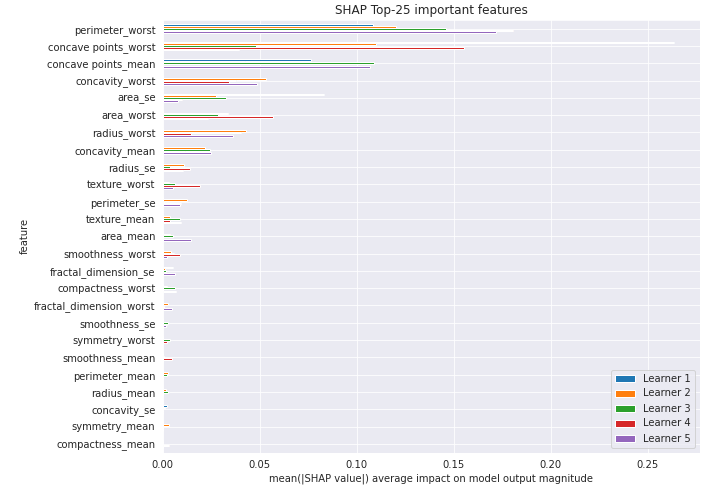 SHAP Top-25 important features
feature
perimeter_worst
concave points_worst
concave points_mean
concavity_worst
area_se
area_worst
radius_worst
concavity_mean
radius_se
texture_worst
perimeter_se
texture_mean
area_mean
smoothness_worst
fractal_dimension_se
compactness_worst
fractal_dimension_worst
smoothness_se
symmetry_worst
smoothness_mean
perimeter_mean
radius_mean
concavity_se
symmetry_mean
compactness_mean
Learner 1
Learner 2
Learner 3
Learner 4
Learner 5
0.00 0.05 0.10 0.15 0.20 0.25
mean(|SHAP value|) average impact on model output magnitude